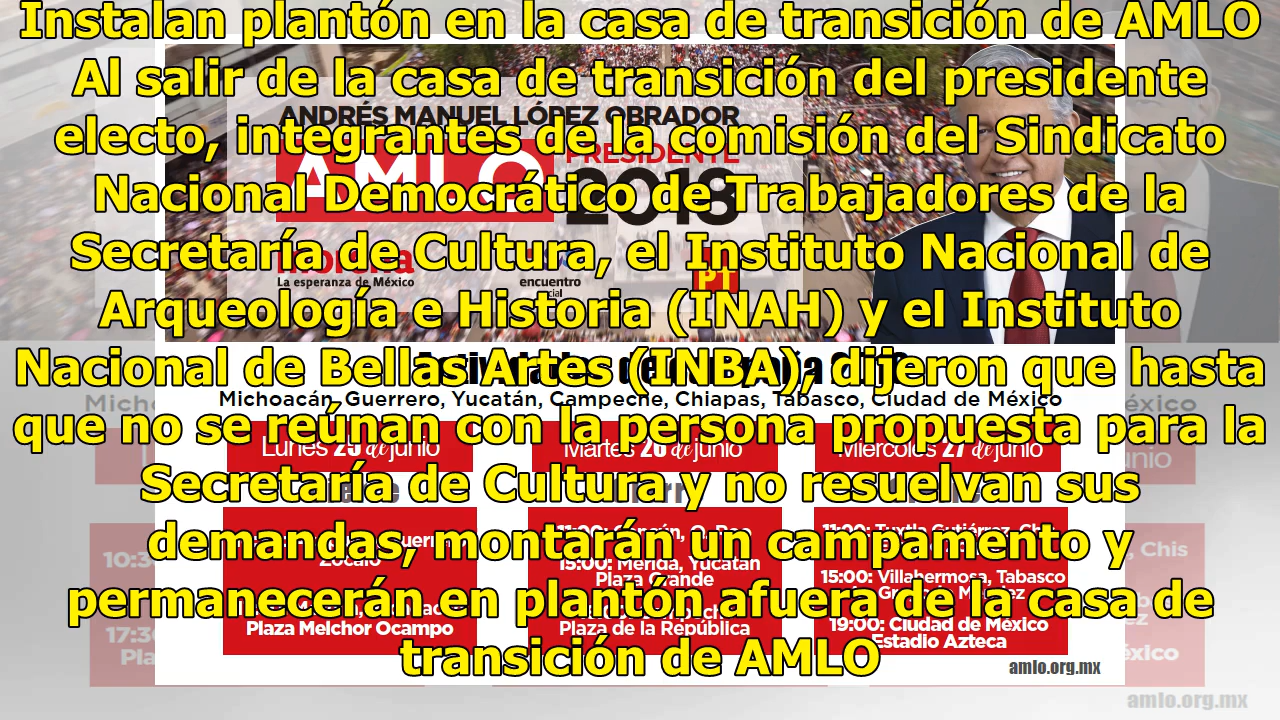 Instalan plantón en la casa de transición de AMLO
Al salir de la casa de transición del presidente
electo, integrantes de la comisión del Sindicato
Nacional Democrático de Trabajadores de la
Secretaría de Cultura, el Instituto Nacional de
Arqueología e Historia (INAH) y el Instituto
Nacional de Bellas Artes (INBA), dijeron que hasta
que no se reúnan con la persona propuesta para la
Secretaría de Cultura y no resuelvan sus
demandas, montarán un campamento y
permanecerán en plantón afuera de la casa de
transición de AMLO
ANDRÉS MANUEL LÓPEZ OBRADOR
AMLO
PRESIDENTE
2018
morena
La esperanza de México
encuentro
PT
Michoacán, Guerrero, Yucatán, Campeche, Chiapas, Tabasco, Ciudad de México
Lunes 25 de junio
Zócalo
Plaza Melchor Ocampo
Martes 26 de junio
15:00: Mérida, Yucatán
Plaza Grande
Plaza de la República
Miércoles 27 de junio
11:00: Tuxtla Gutiérrez,
15:00: Villahermosa, Tabasco
19:00: Ciudad de México
Estadio Azteca
amlo.org.mx
amlo.org.mx